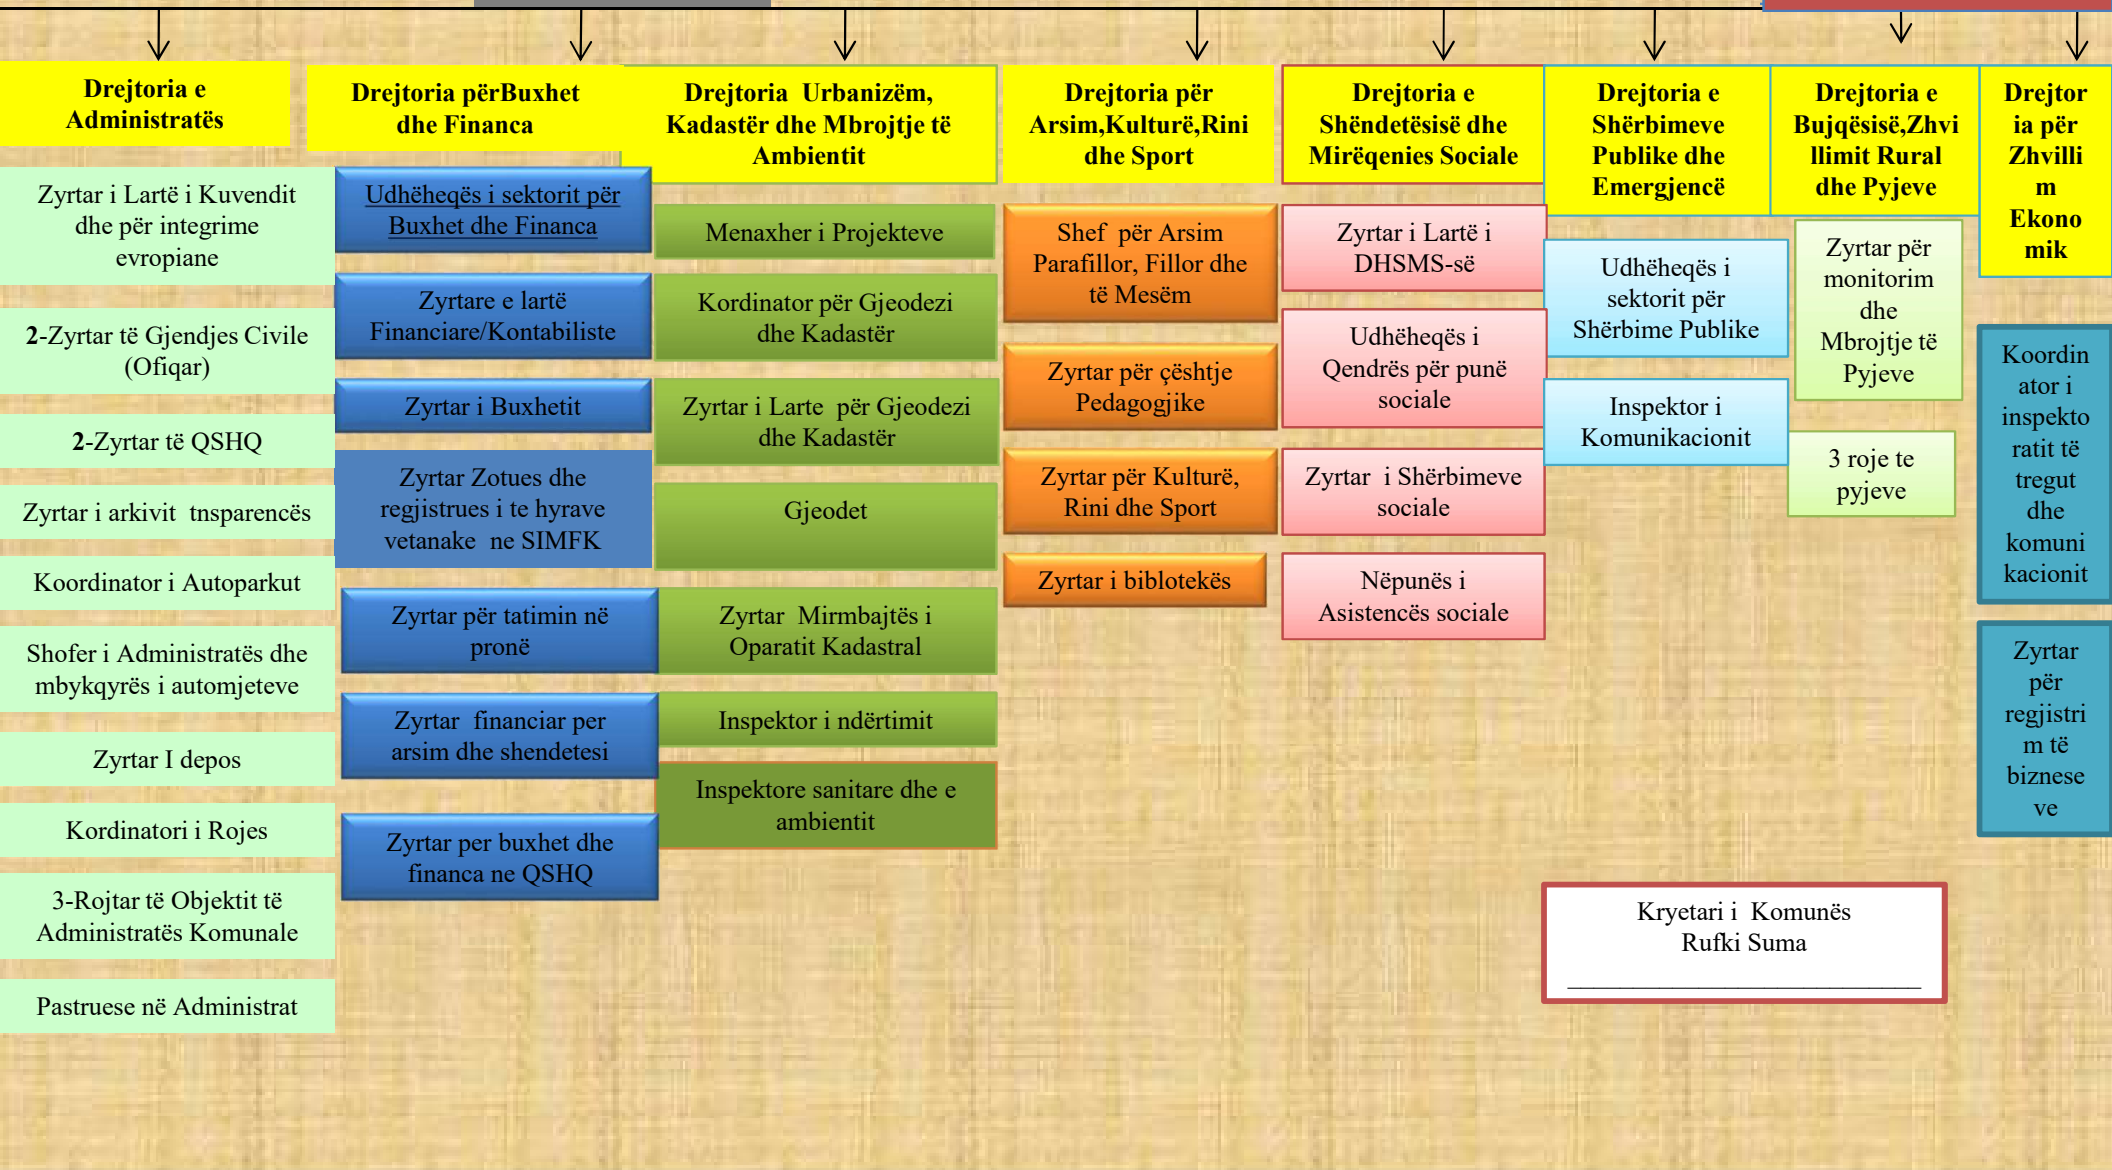 Drejtoria e
Administratës
Zyrtar i Lartë i Kuvendit
dhe për integrime
evropiane
2-Zyrtar të Gjendjes Civile
(Ofiqar)
2-Zyrtar të QSHQ
Zyrtar i arkivit tnsparencës
Koordinator i Autoparkut
Shofer i Administratës dhe
mbykqyrës i automjeteve
Zyrtar I depos
Kordinatori i Rojes
3-Rojtar të Objektit të
Administratës Komunale
Pastruese në Administrat
Drejtoria përBuxhet
dhe Financa
Udhëheqës i sektorit për
Buxhet dhe Financa
Zyrtare e lartë
Financiare/Kontabiliste
Zyrtar i Buxhetit
Zyrtar Zotues dhe
regjistrues i te hyrave
vetanake ne SIMFK
Zyrtar për tatimin në
pronë
Zyrtar financiar per
arsim dhe shendetesi
Zyrtar per buxhet dhe
financa ne QSHQ
Drejtoria Urbanizëm,
Kadastër dhe Mbrojtje të
Ambientit
Menaxher i Projekteve
Kordinator për Gjeodezi
dhe Kadastër
Zyrtar i Larte për Gjeodezi
dhe Kadastër
Gjeodet
Zyrtar Mirmbajtës i
Oparatit Kadastral
Inspektor i ndërtimit
Inspektore sanitare dhe e
ambientit
Drejtoria për
Arsim,Kulturë,Rini
dhe Sport
Shef për Arsim
Parafillor, Fillor dhe
të Mesëm
Zyrtar për çështje
Pedagogjike
Zyrtar për Kulturë,
Rini dhe Sport
Zyrtar i biblotekës
Drejtoria e
Shëndetësisë dhe
Mirëqenies Sociale
Zyrtar i Lartë i
DHSMS-së
Udhëheqës i
Qendrës për punë
sociale
Zyrtar i Shërbimeve
sociale
Nëpunës i
Asistencës sociale
Drejtoria e
Shërbimeve
Publike dhe
Emergjencë
Udhëheqës i
sektorit për
Shërbime Publike
Inspektor i
Komunikacionit
Drejtoria e
Bujqësisë,Zhvi
llimit Rural
dhe Pyjeve
Zyrtar për
monitorim
dhe
Mbrojtje të
Pyjeve
3 roje te
pyjeve
Drejtor
ia për
Zhvilli
m
Ekono
mik
Koordin
ator i
inspekto
ratit të
tregut
dhe
komuni
kacionit
Zyrtar
për
regjistri
m të
biznese
ve
Kryetari i Komunës
Rufki Suma